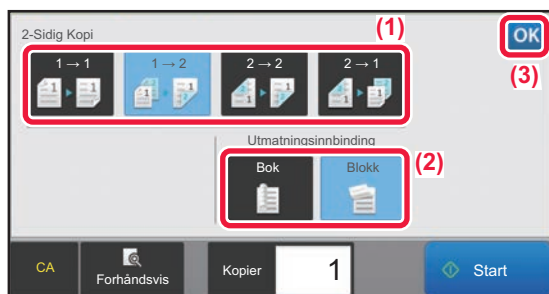 2-Sidig Kopi
(1)
OK
(3)
1 → 1
1 → 2
2 → 2
2 → 1
Utmatningsinnbinding
Bok
Blokk
(2)
CA
Forhåndsvis
Kopier
1
Start